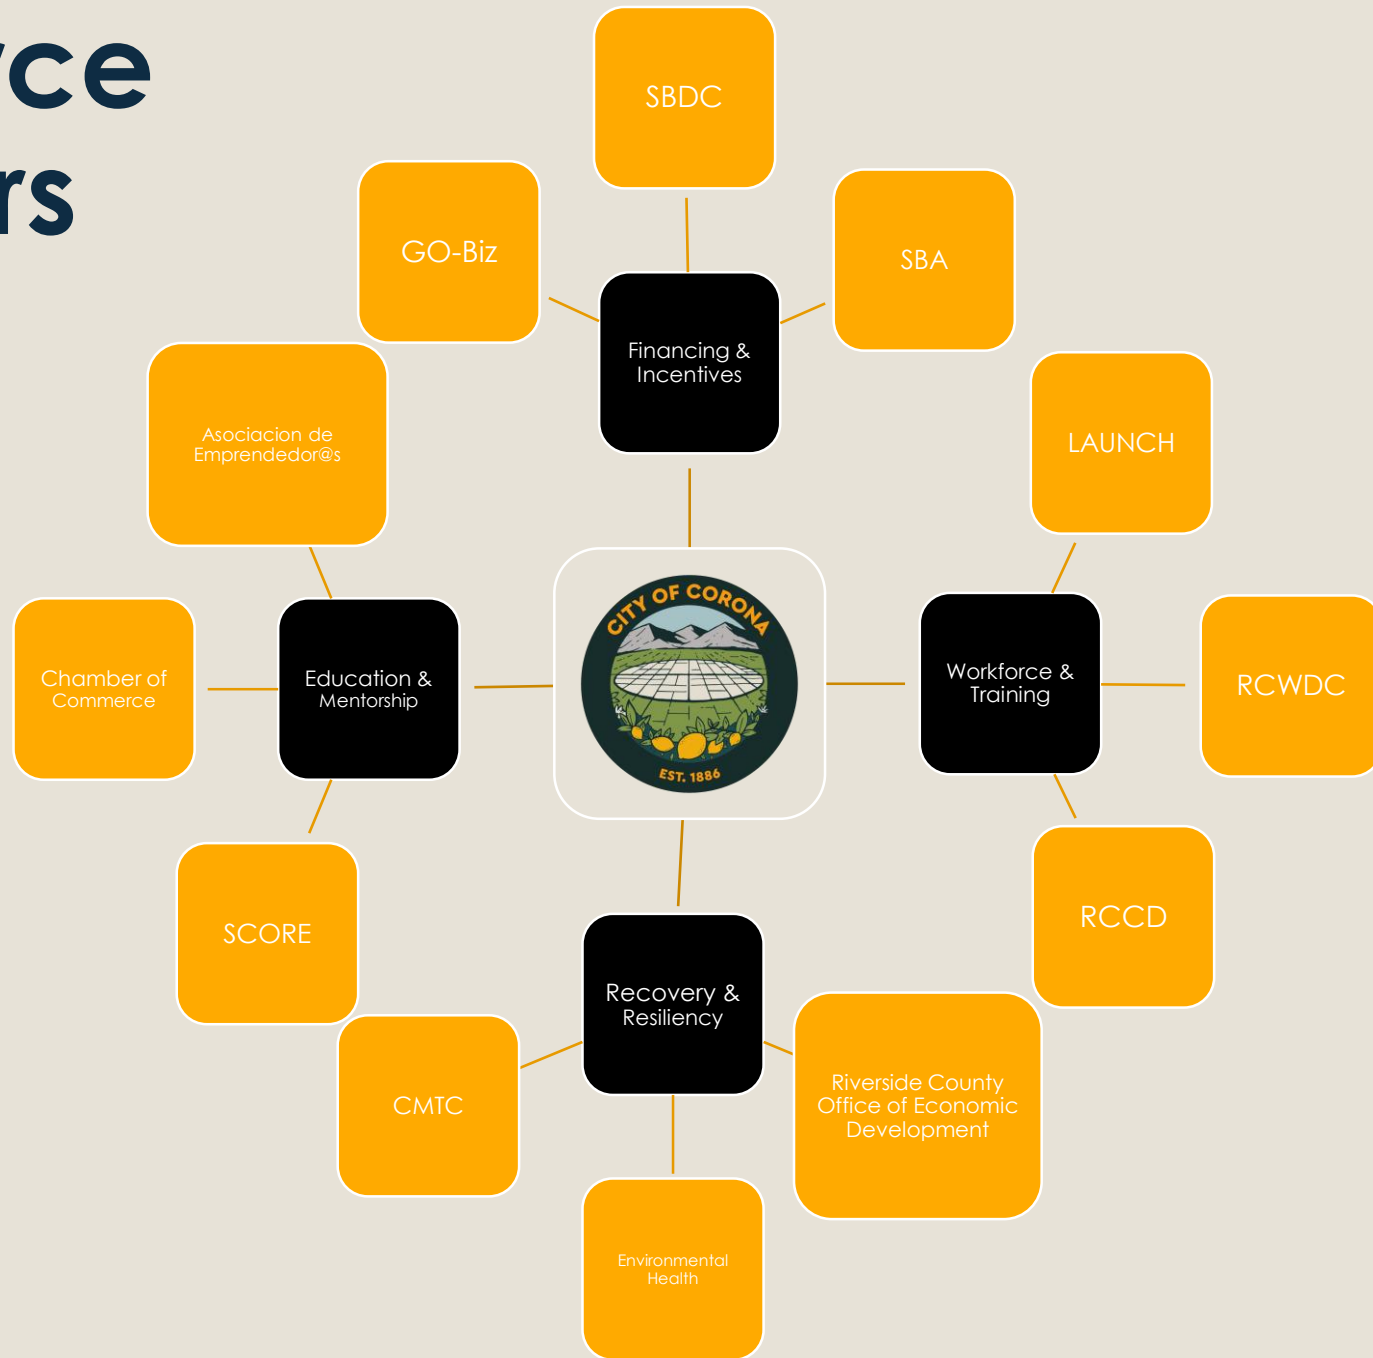 rce
rs
SBDC
GO-Biz
SBA
Financing &
Incentives
LAUNCH
Asociacion de
Emprendedor@s
CITY OF CORONA
EST. 1886
Chamber of
Commerce
Education &
Mentorship
Workforce &
Training
RCWDC
SCORE
RCCD
Recovery &
Resiliency
CMTC
Riverside County
Office of Economic
Development
Environmental
Health